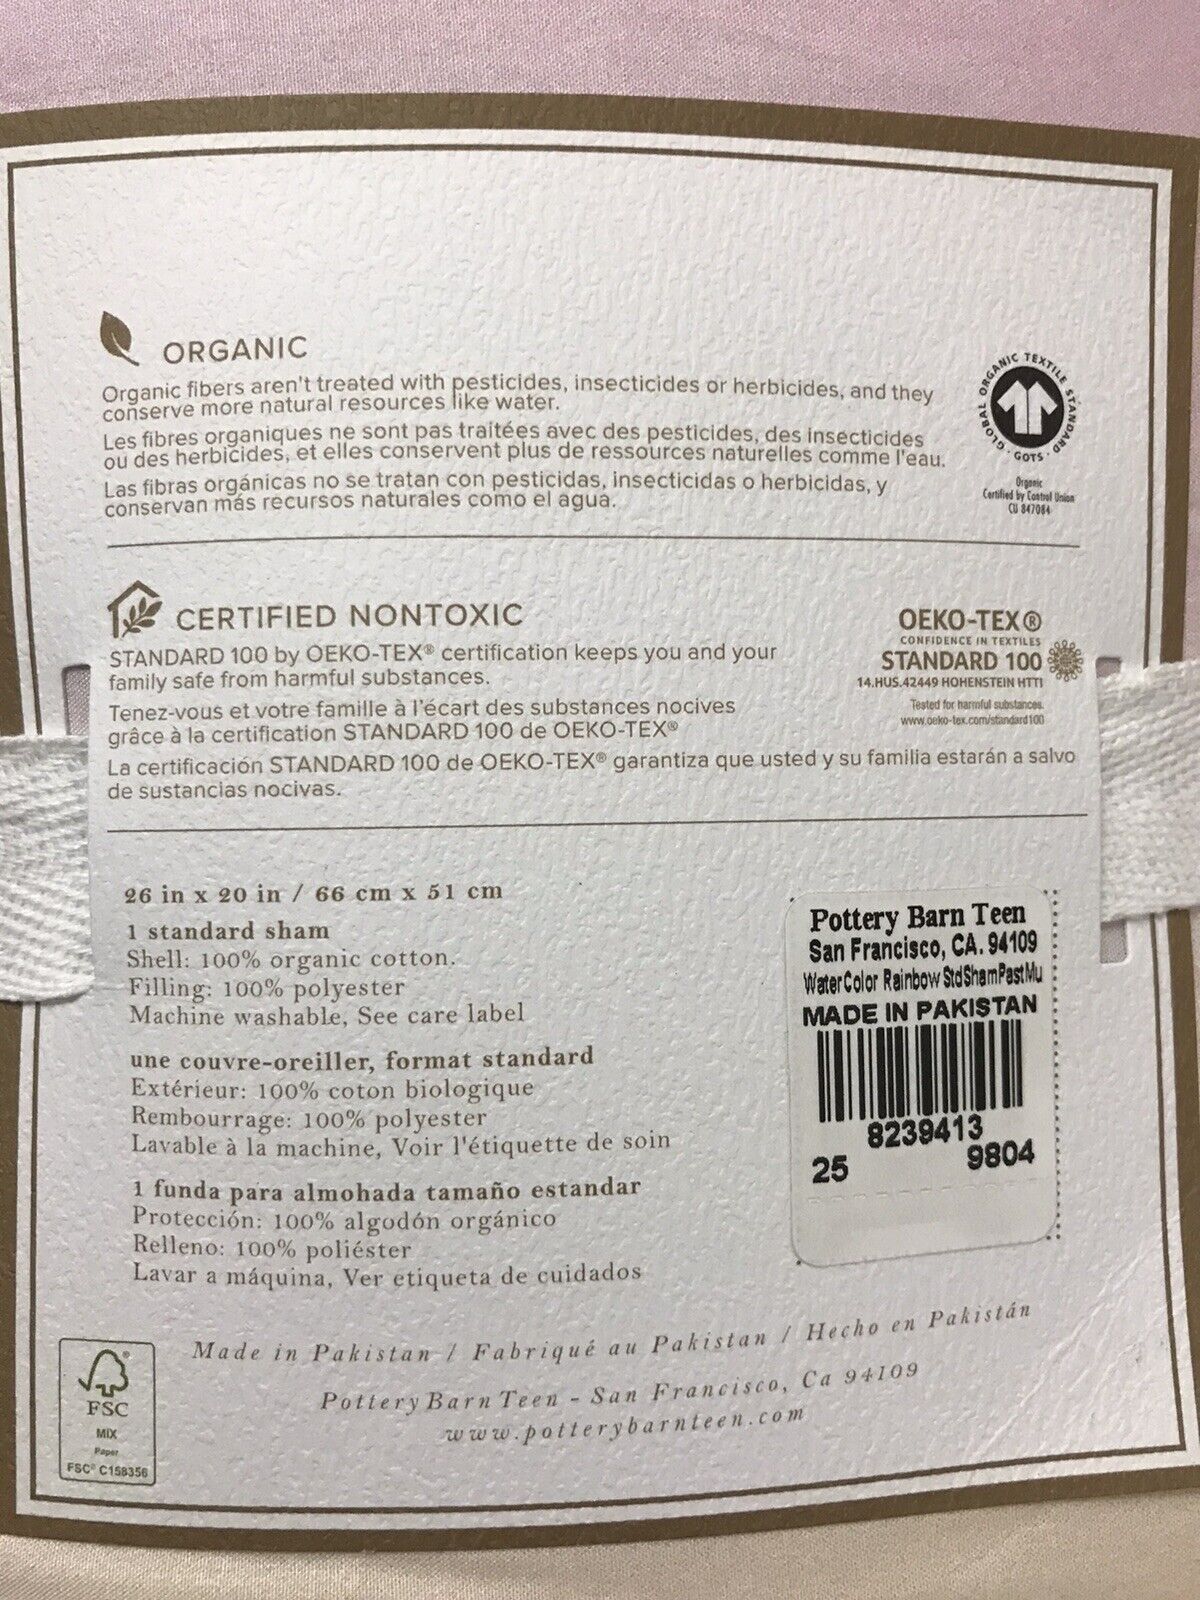 ORGANIC
Organic fibers aren't treated with pesticides, insecticides or herbicides, and they
conserve more natural resources like water.
Les fibres organiques ne sont pas traitées avec des pesticides, des insecticides
ou des herbicides, et elles conservent plus de ressources naturelles comme l'eau.
Las fibras orgánicas no se tratan con pesticidas, insecticidas o herbicidas, y
conservan más recursos naturales como el agua.
GLOBAL ORGANIC TEXTILE STANDARD · GOTS ·
Organic
Certified by Control Union
CU 847084
CERTIFIED NONTOXIC
STANDARD 100 by OEKO-TEX® certification keeps you and your
family safe from harmful substances.
Tenez-vous et votre famille à l'écart des substances nocives
grâce à la certification STANDARD 100 de OEKO-TEX®
La certificación STANDARD 100 de OEKO-TEX® garantiza que usted y su familia estarán a salvo
de sustancias nocivas.
OEKO-TEX®
CONFIDENCE IN TEXTILES
STANDARD 100
14.HUS.42449 HOHENSTEIN HTTI
Tested for harmful substances.
www.oeko-tex.com/standard100
26 in x 20 in / 66 cm x 51 cm
1 standard sham
Shell: 100% organic cotton.
Filling: 100% polyester
Machine washable, See care label
une couvre-oreiller, format standard
Extérieur: 100% coton biologique
Rembourrage: 100% polyester
Lavable à la machine, Voir l'étiquette de soin
1 funda para almohada tamaño estandar
Protección: 100% algodón orgánico
Relleno: 100% poliéster
Lavar a máquina, Ver etiqueta de cuidados
Pottery Barn Teen
San Francisco, CA. 94109
WaterColor Rainbow StdShamPastMu
MADE IN PAKISTAN
8239413
25 9804
Made in Pakistan / Fabriqué au Pakistan / Hecho en Pakistán
Pottery Barn Teen - San Francisco, Ca 94109
www.potterybarnteen.com
FSC
MIX
Paper
FSC® C158356